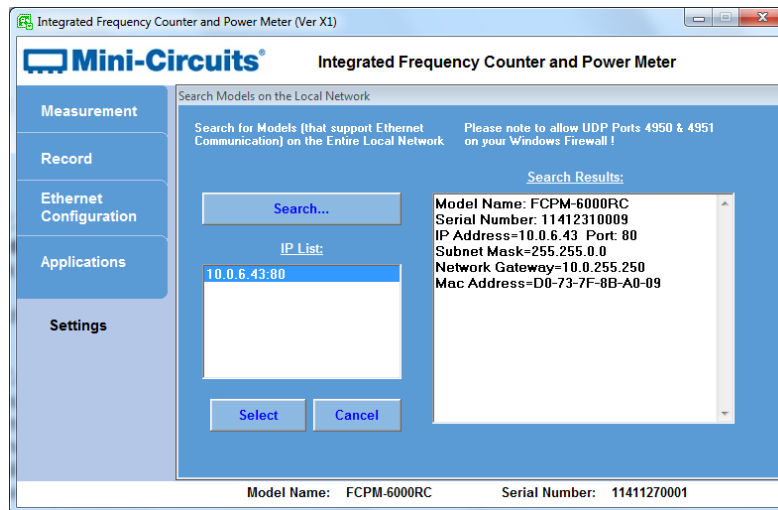 Integrated Frequency Counter and Power Meter (Ver X1)
Mini-Circuits®
Integrated Frequency Counter and Power Meter
Measurement
Record
Ethernet
Configuration
Applications
Settings
Search Models on the Local Network
Search for Models (that support Ethernet
Communication) on the Entire Local Network
Please note to allow UDP Ports 4950 & 4951
on your Windows Firewall !
Search...
IP List:
10.0.6.43:80
Select
Cancel
Search Results:
Model Name: FCPM-6000RC
Serial Number: 11412310009
IP Address=10.0.6.43 Port: 80
Subnet Mask=255.255.0.0
Network Gateway=10.0.255.250
Mac Address=D0-73-7F-8B-A0-09
Model Name: FCPM-6000RC Serial Number: 11411270001